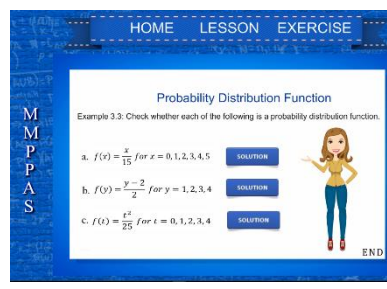 HOME LESSON EXERCISE
M
M
P
P
A
S
Probability Distribution Function
Example 3.3: Check whether each of the following is a probability distribution function.
a. f(x) = x/15 for x = 0, 1, 2, 3, 4, 5 SOLUTION
b. f(y) = y − 2/2 for y = 1, 2, 3, 4 SOLUTION
c. f(t) = t²/25 for t = 0, 1, 2, 3, 4 SOLUTION
END